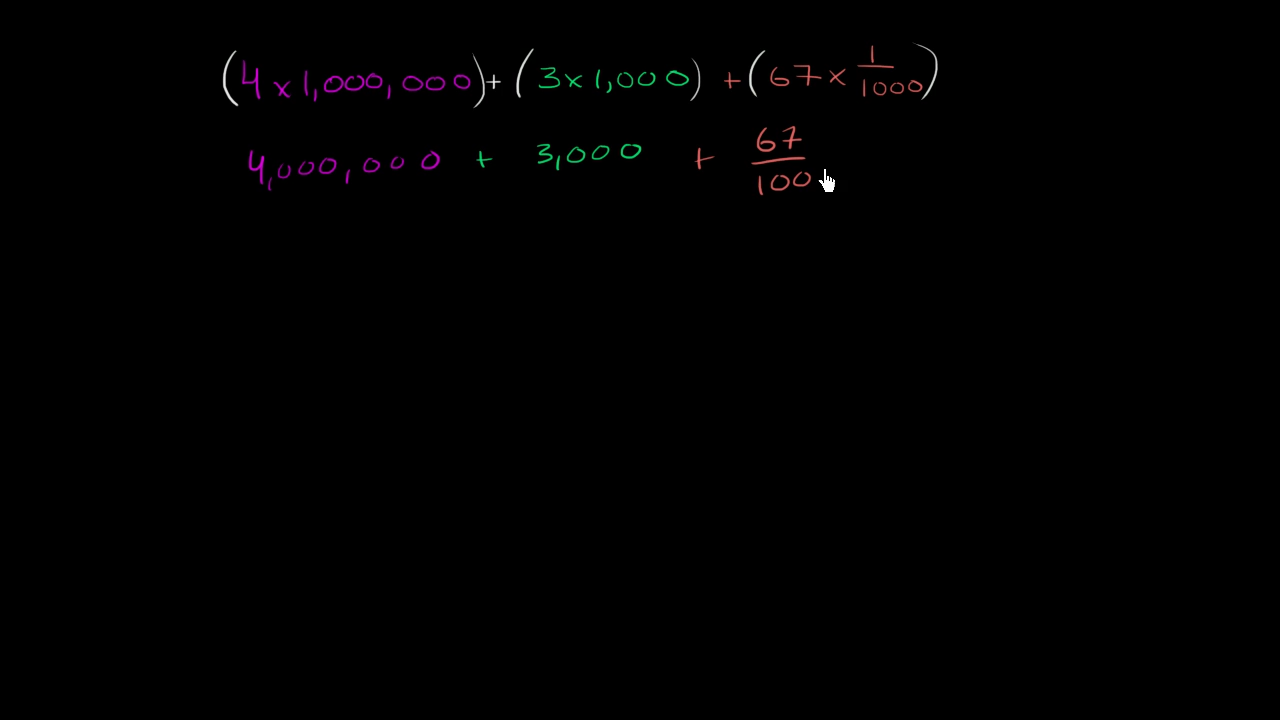 (4 x 1,000,000) + (3 x 1,000) + (67 x 1/1000)
4,000,000 + 3,000 + 67/100